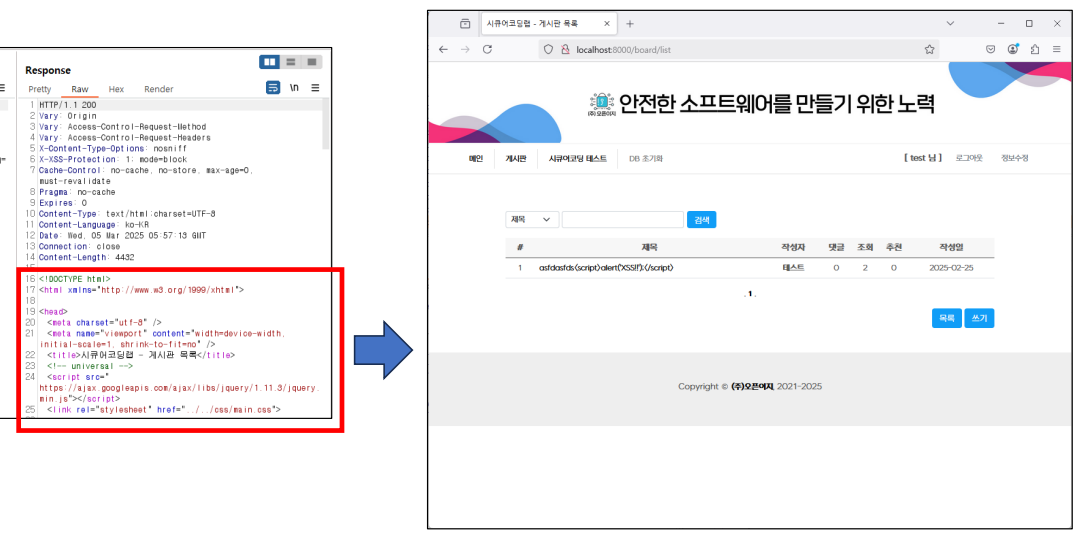 Response
Pretty Raw Hex Render
\n
1 HTTP/1.1 200
2 Vary: Origin
3 Vary: Access-Control-Request-Method
4 Vary: Access-Control-Request-Headers
5 X-Content-Type-Options: nosniff
6 X-XSS-Protection: 1; mode=block
7 Cache-Control: no-cache, no-store, max-age=0,
must-revalidate
8 Pragma: no-cache
9 Expires: 0
10 Content-Type: text/html;charset=UTF-8
11 Content-Language: ko-KR
12 Date: Wed, 05 Mar 2025 05:57:13 GMT
13 Connection: close
14 Content-Length: 4432
15
16 <!DOCTYPE html>
17 <html xmlns="http://www.w3.org/1999/xhtml">
18
19 <head>
20 <meta charset="utf-8" />
21 <meta name="viewport" content="width=device-width,
initial-scale=1, shrink-to-fit=no" />
22 <title>시큐어코딩랩 - 게시판 목록</title>
23 <!-- universal -->
24 <script src="
https://ajax.googleapis.com/ajax/libs/jquery/1.11.3/jquery.
min.js"></script>
25 <link rel="stylesheet" href="../../css/main.css">
시큐어코딩랩 - 게시판 목록
localhost:8000/board/list
(주)오픈이지
안전한 소프트웨어를 만들기 위한 노력
메인 게시판 시큐어코딩 테스트 DB 초기화 [ test 님 ] 로그아웃 정보수정
제목 검색
# 제목 작성자 댓글 조회 추천 작성일
1 asfdasfds(script)alert('XSS!!');(/script) 테스트 0 2 0 2025-02-25
. 1 .
목록 쓰기
Copyright © (주)오픈이지, 2021-2025